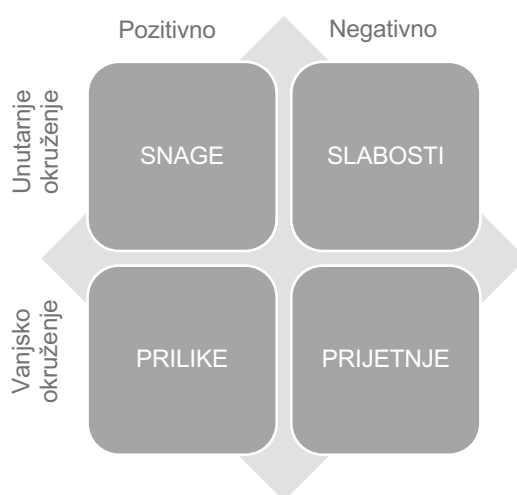 Pozitivno
Negativno
Unutarnje
okruženje
SNAGE
SLABOSTI
Vanjsko
okruženje
PRILIKE
PRIJETNJE